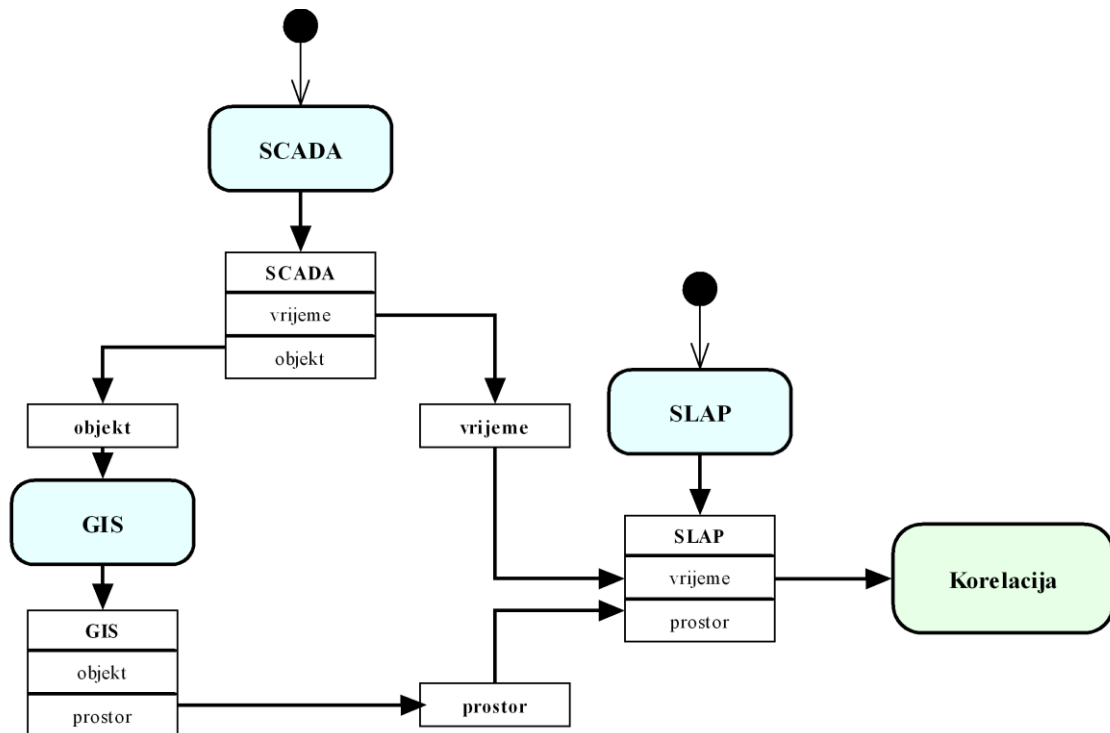 SCADA
SCADA
vrijeme
objekt
objekt
vrijeme
SLAP
GIS
SLAP
vrijeme
prostor
Korelacija
GIS
objekt
prostor
prostor